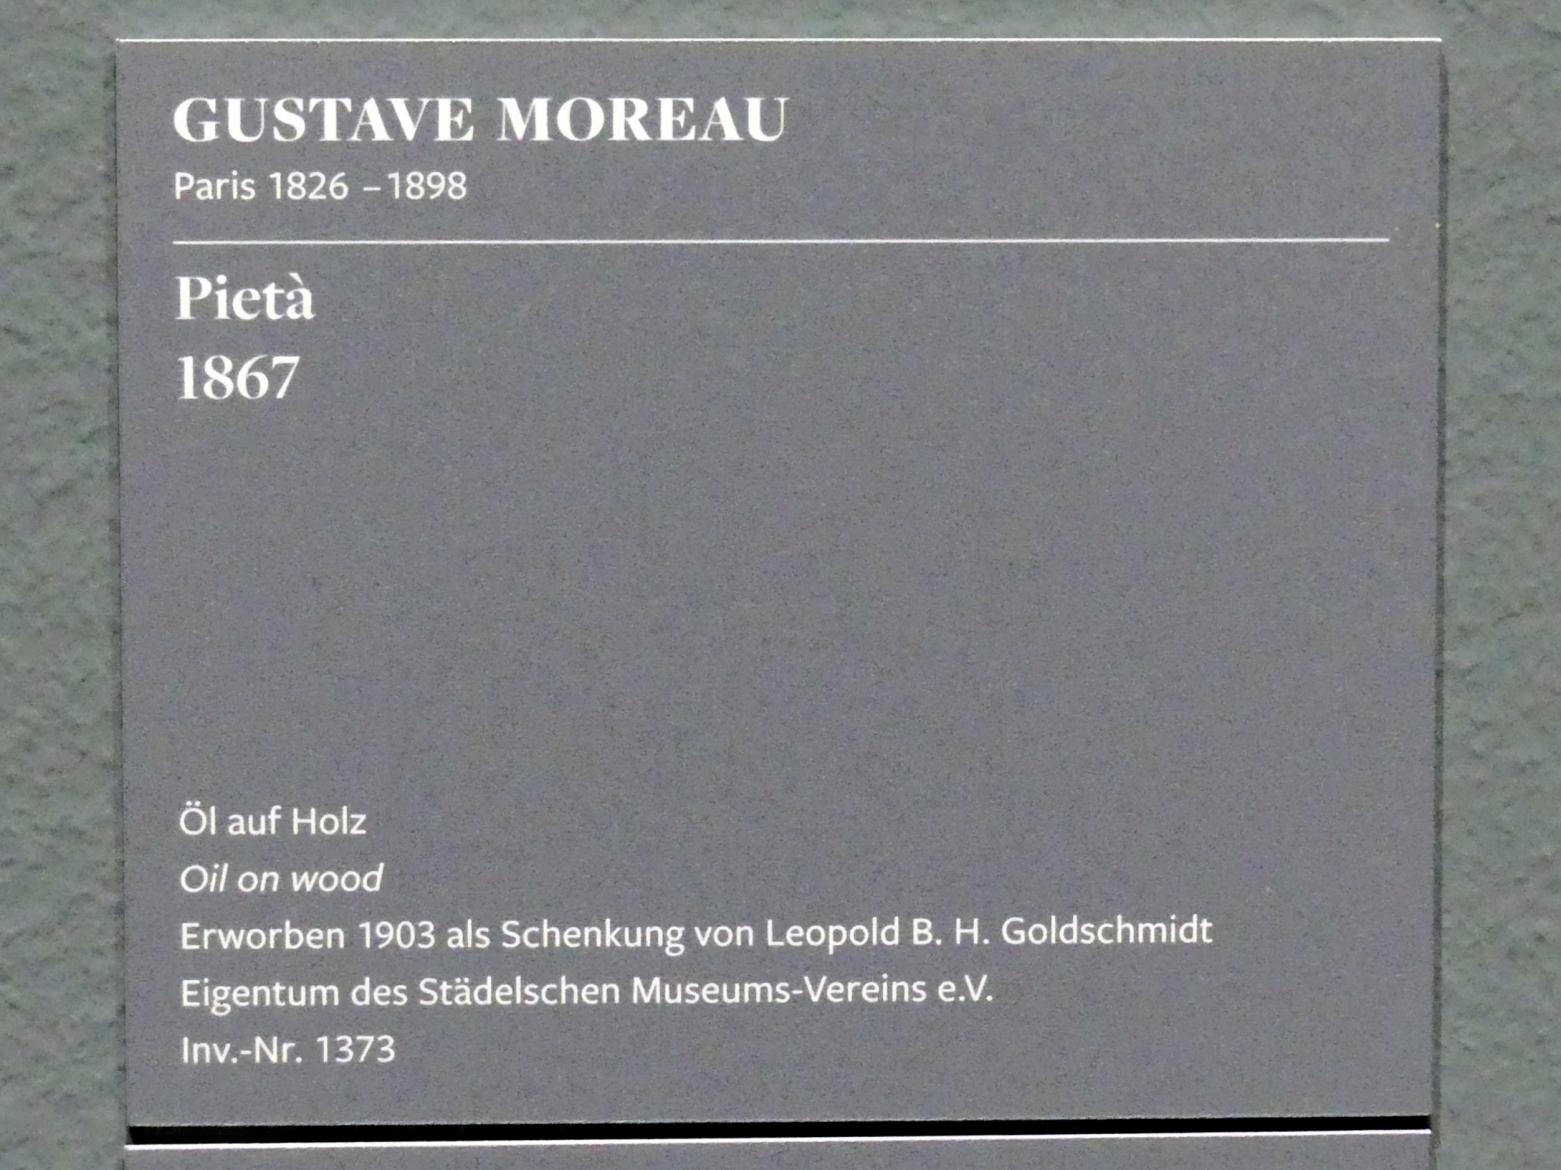 GUSTAVE MOREAU
Paris 1826 – 1898
Pietà
1867
Öl auf Holz
Oil on wood
Erworben 1903 als Schenkung von Leopold B. H. Goldschmidt
Eigentum des Städelschen Museums-Vereins e.V.
Inv.-Nr. 1373